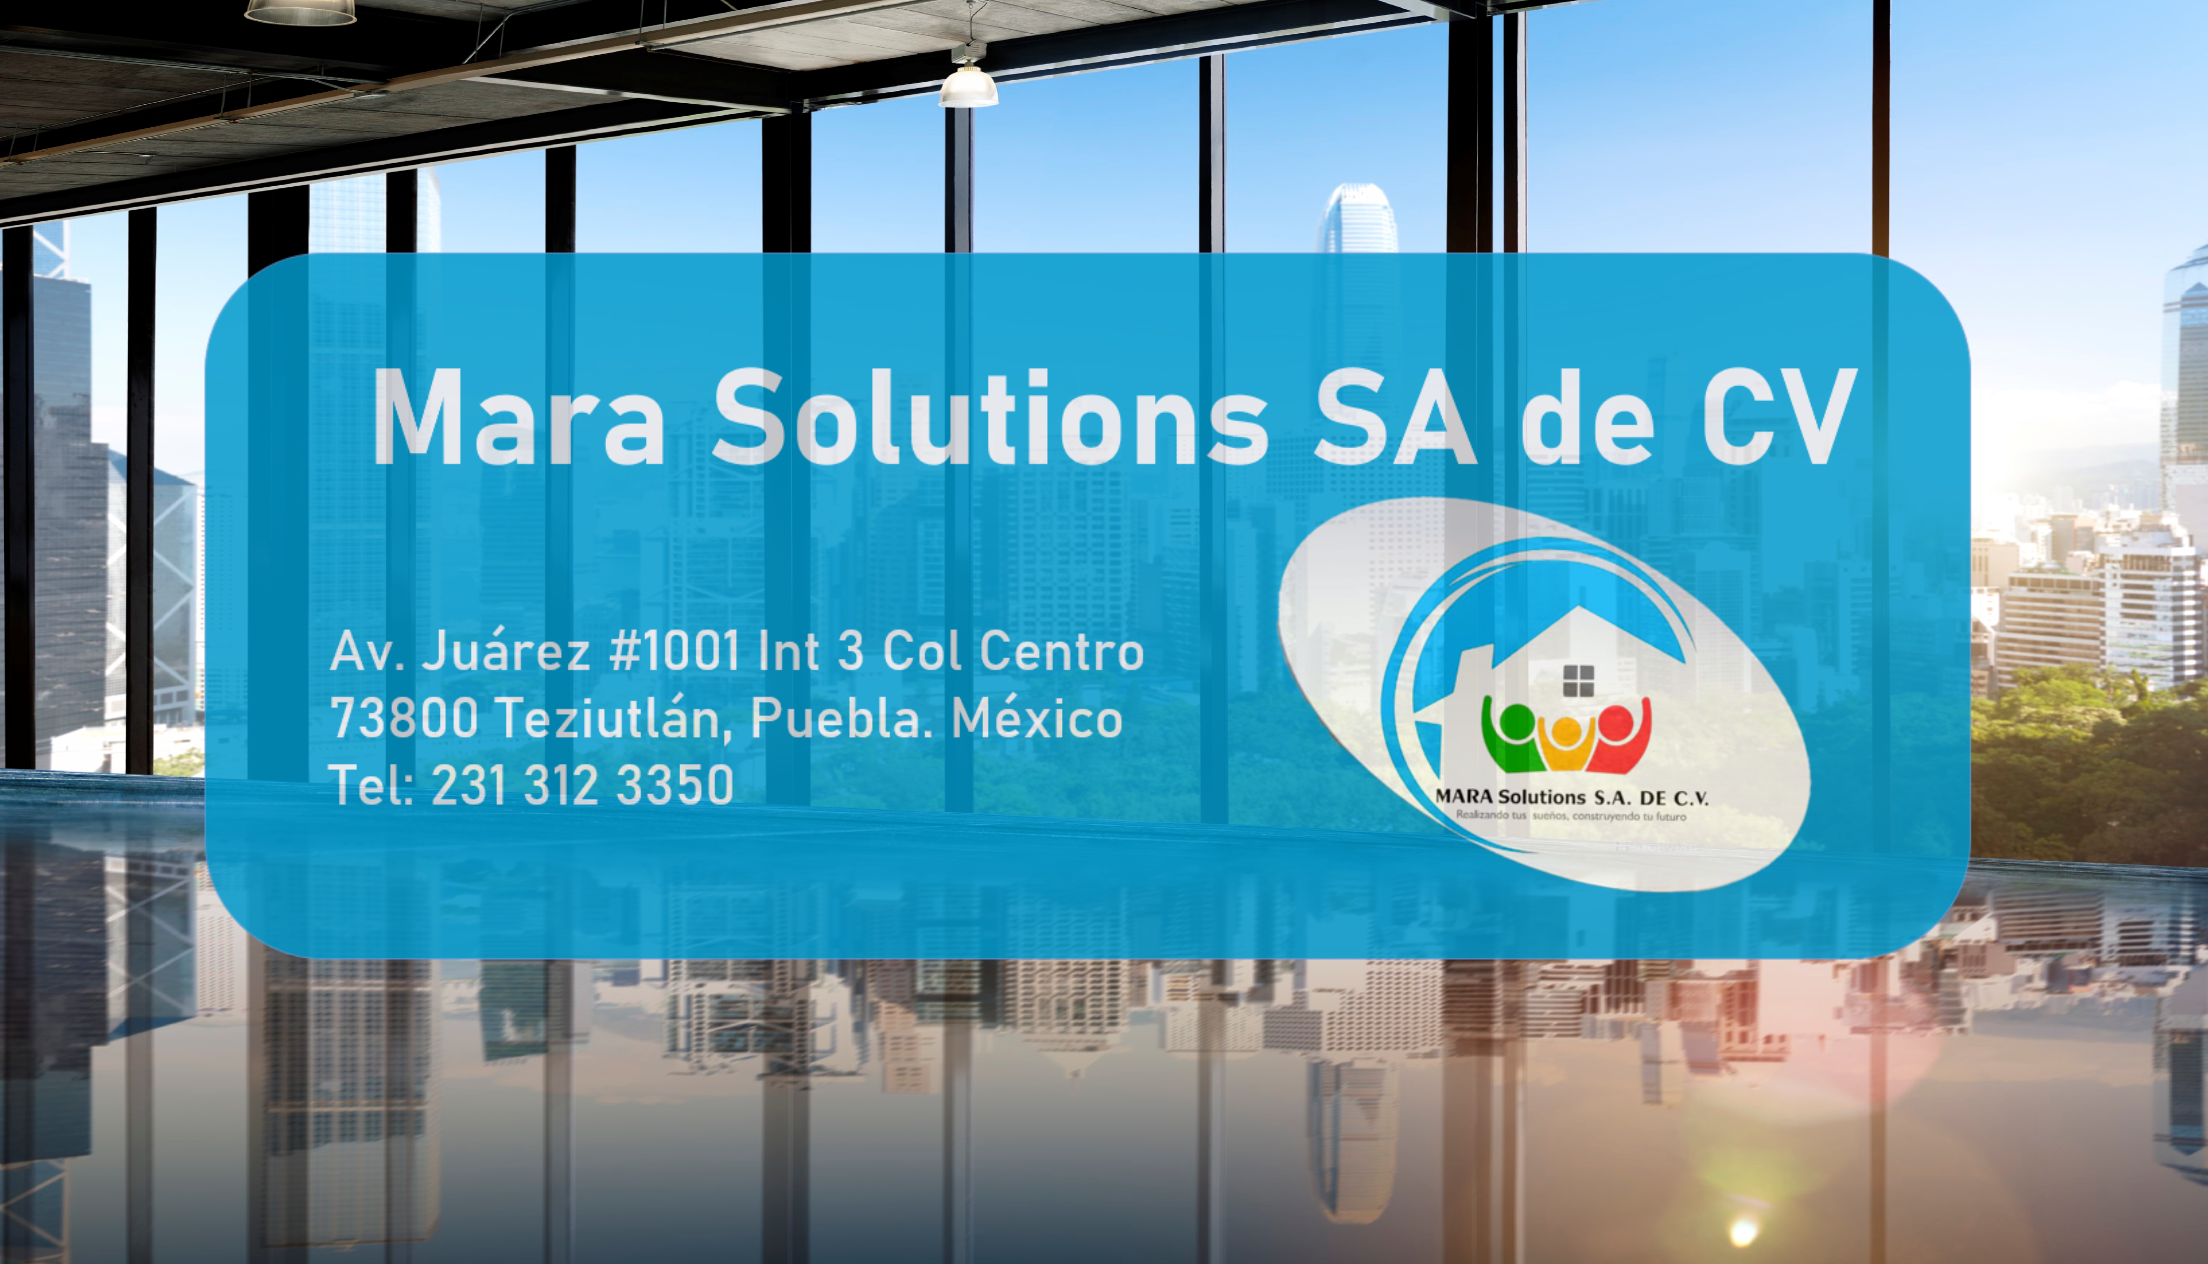 Mara Solutions SA de CV
Av. Juárez #1001 Int 3 Col Centro
73800 Teziutlán, Puebla. México
Tel: 231 312 3350
MARA Solutions S.A. DE C.V.
Realizando tus sueños, construyendo tu futuro